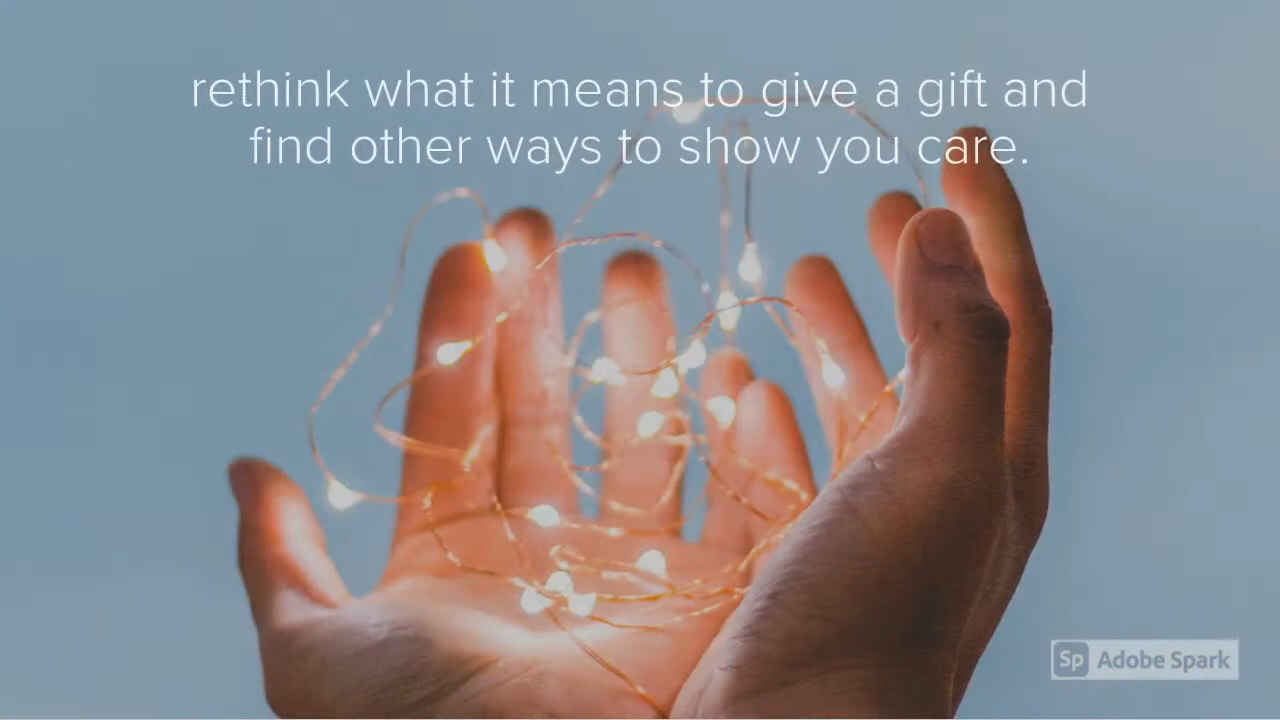 rethink what it means to give a gift and
find other ways to show you care.
Sp Adobe Spark